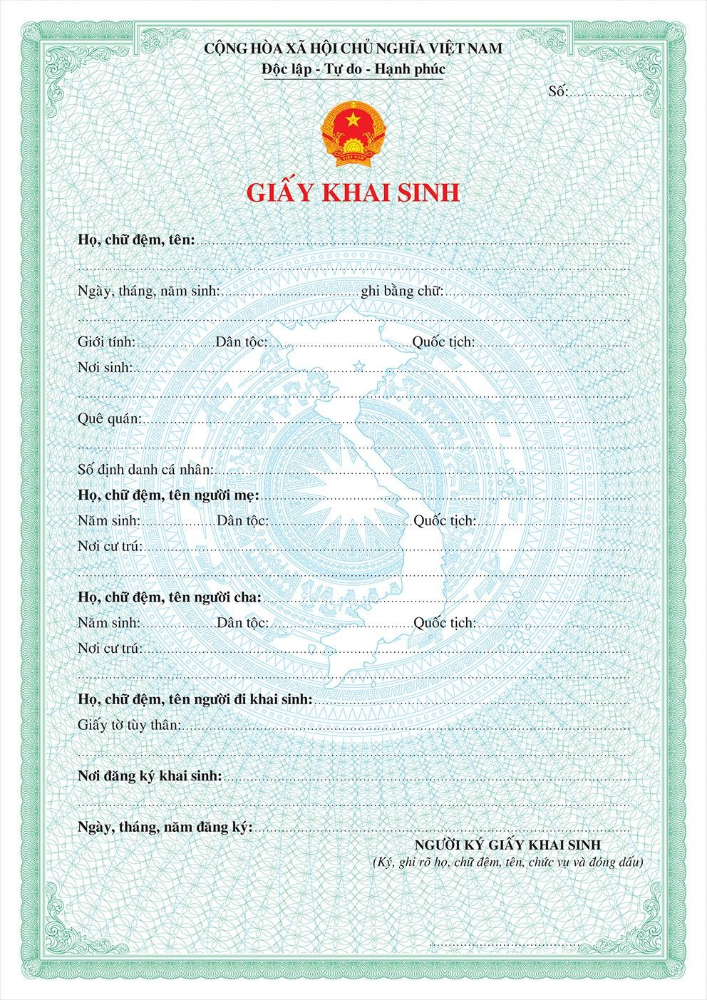 CỘNG HÒA XÃ HỘI CHỦ NGHĨA VIỆT NAM
Độc lập - Tự do - Hạnh phúc
Số:...................
VIỆT NAM
GIẤY KHAI SINH
Họ, chữ đệm, tên:
Ngày, tháng, năm sinh: ghi bằng chữ:
Giới tính: Dân tộc: Quốc tịch:
Nơi sinh:
Quê quán:
Số định danh cá nhân:
Họ, chữ đệm, tên người mẹ:
Năm sinh: Dân tộc: Quốc tịch:
Nơi cư trú:
Họ, chữ đệm, tên người cha:
Năm sinh: Dân tộc: Quốc tịch:
Nơi cư trú:
Họ, chữ đệm, tên người đi khai sinh:
Giấy tờ tùy thân:
Nơi đăng ký khai sinh:
Ngày, tháng, năm đăng ký:
NGƯỜI KÝ GIẤY KHAI SINH
(Ký, ghi rõ họ, chữ đệm, tên, chức vụ và đóng dấu)